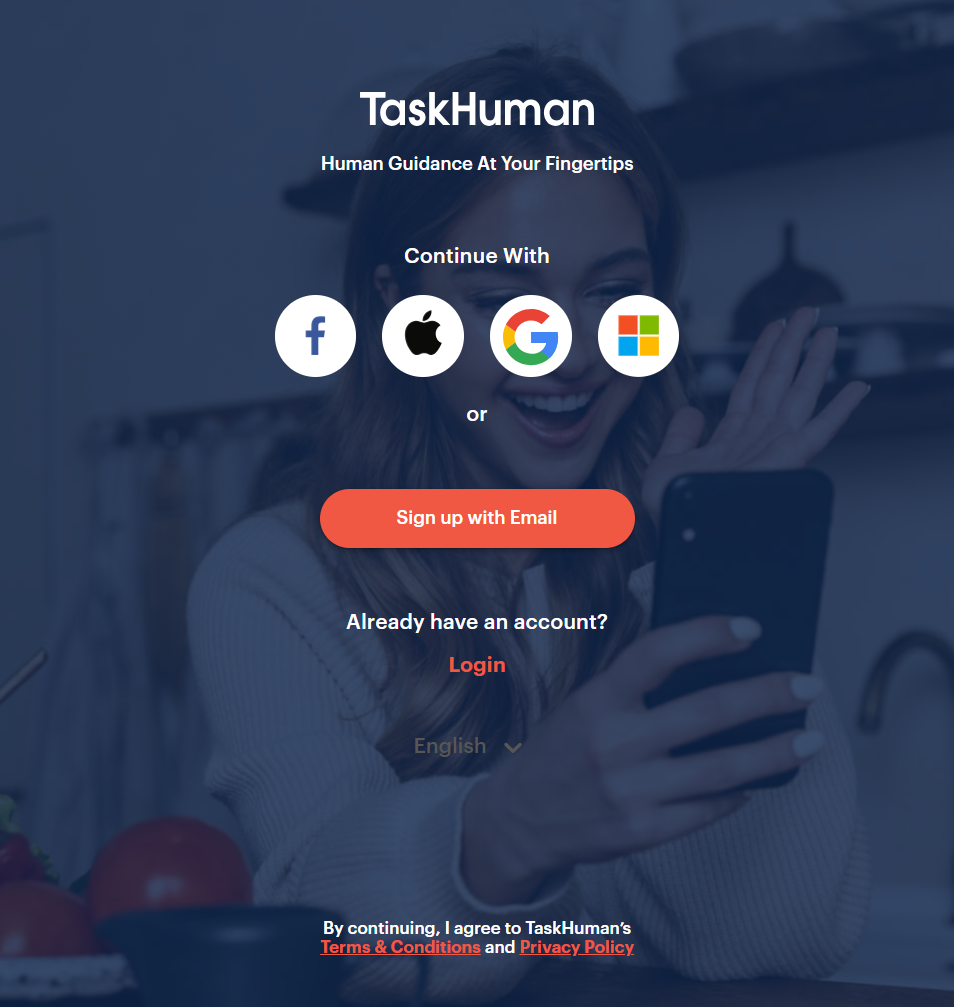 TaskHuman
Human Guidance At Your Fingertips
Continue With
or
Sign up with Email
Already have an account?
Login
English
By continuing, I agree to TaskHuman’s
Terms & Conditions and Privacy Policy